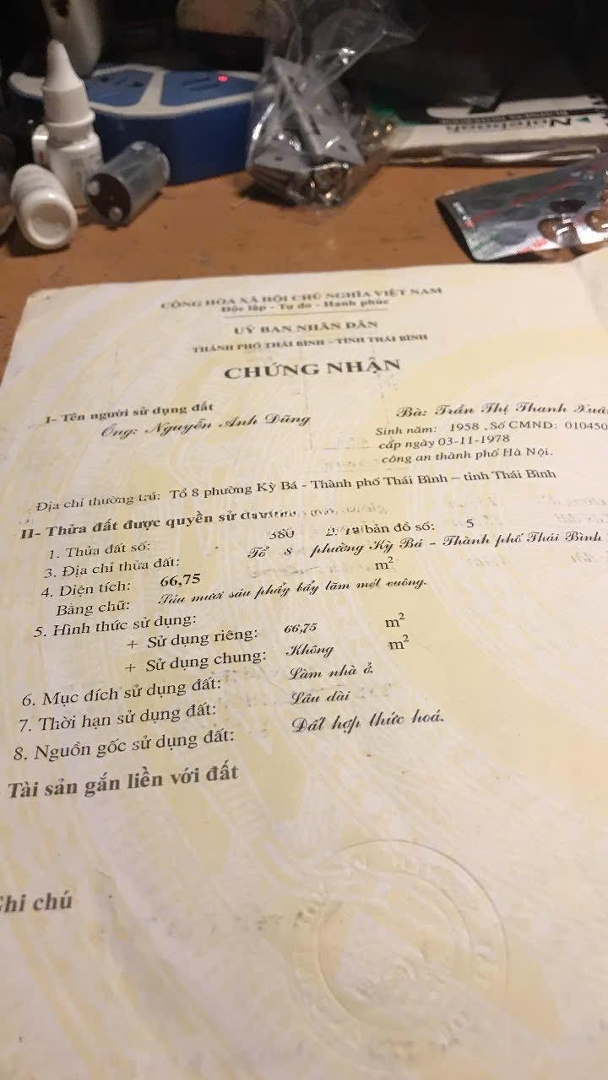 Notebook
CỘNG HÒA XÃ HỘI CHỦ NGHĨA VIỆT NAM
Độc lập - Tự do - Hạnh phúc
UỶ BAN NHÂN DÂN
THÀNH PHỐ THÁI BÌNH - TỈNH THÁI BÌNH
CHỨNG NHẬN
I- Tên người sử dụng đất
Ông: Nguyễn Anh Dũng
Bà: Trần Thị Thanh Xuâ
Sinh năm: 1958 , Số CMND: 010450
cấp ngày 03-11-1978
công an thành phố Hà Nội.
Địa chỉ thường trú: Tổ 8 phường Kỳ Bá - Thành phố Thái Bình – tỉnh Thái Bình
II- Thửa đất được quyền sử
1. Thửa đất số: 380 bản đồ số: 5
3. Địa chỉ thửa đất: Tổ 8 phường Kỳ Bá - Thành phố Thái Bình
4. Diện tích: 66,75 m²
Bằng chữ: Sáu mươi sáu phẩy bẩy lăm mét vuông.
5. Hình thức sử dụng:
+ Sử dụng riêng: 66,75 m²
+ Sử dụng chung: Không m²
6. Mục đích sử dụng đất: Làm nhà ở.
7. Thời hạn sử dụng đất: Lâu dài
8. Nguồn gốc sử dụng đất: Đất hợp thức hoá.
Tài sản gắn liền với đất
Ghi chú